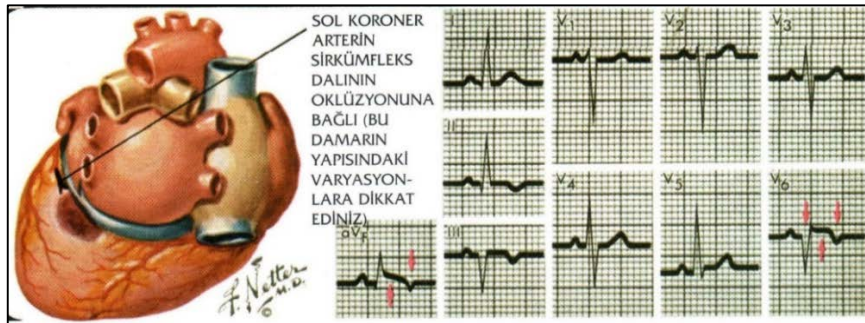 SOL KORONER
ARTERİN
SİRKÜMFLEKS
DALININ
OKLÜZYONUNA
BAĞLI (BU
DAMARIN
YAPISINDAKİ
VARYASYON-
LARA DİKKAT
EDİNİZ)
aVF
I
II
III
V1
V2
V3
V4
V5
V6
F. Netter
M.D.
©